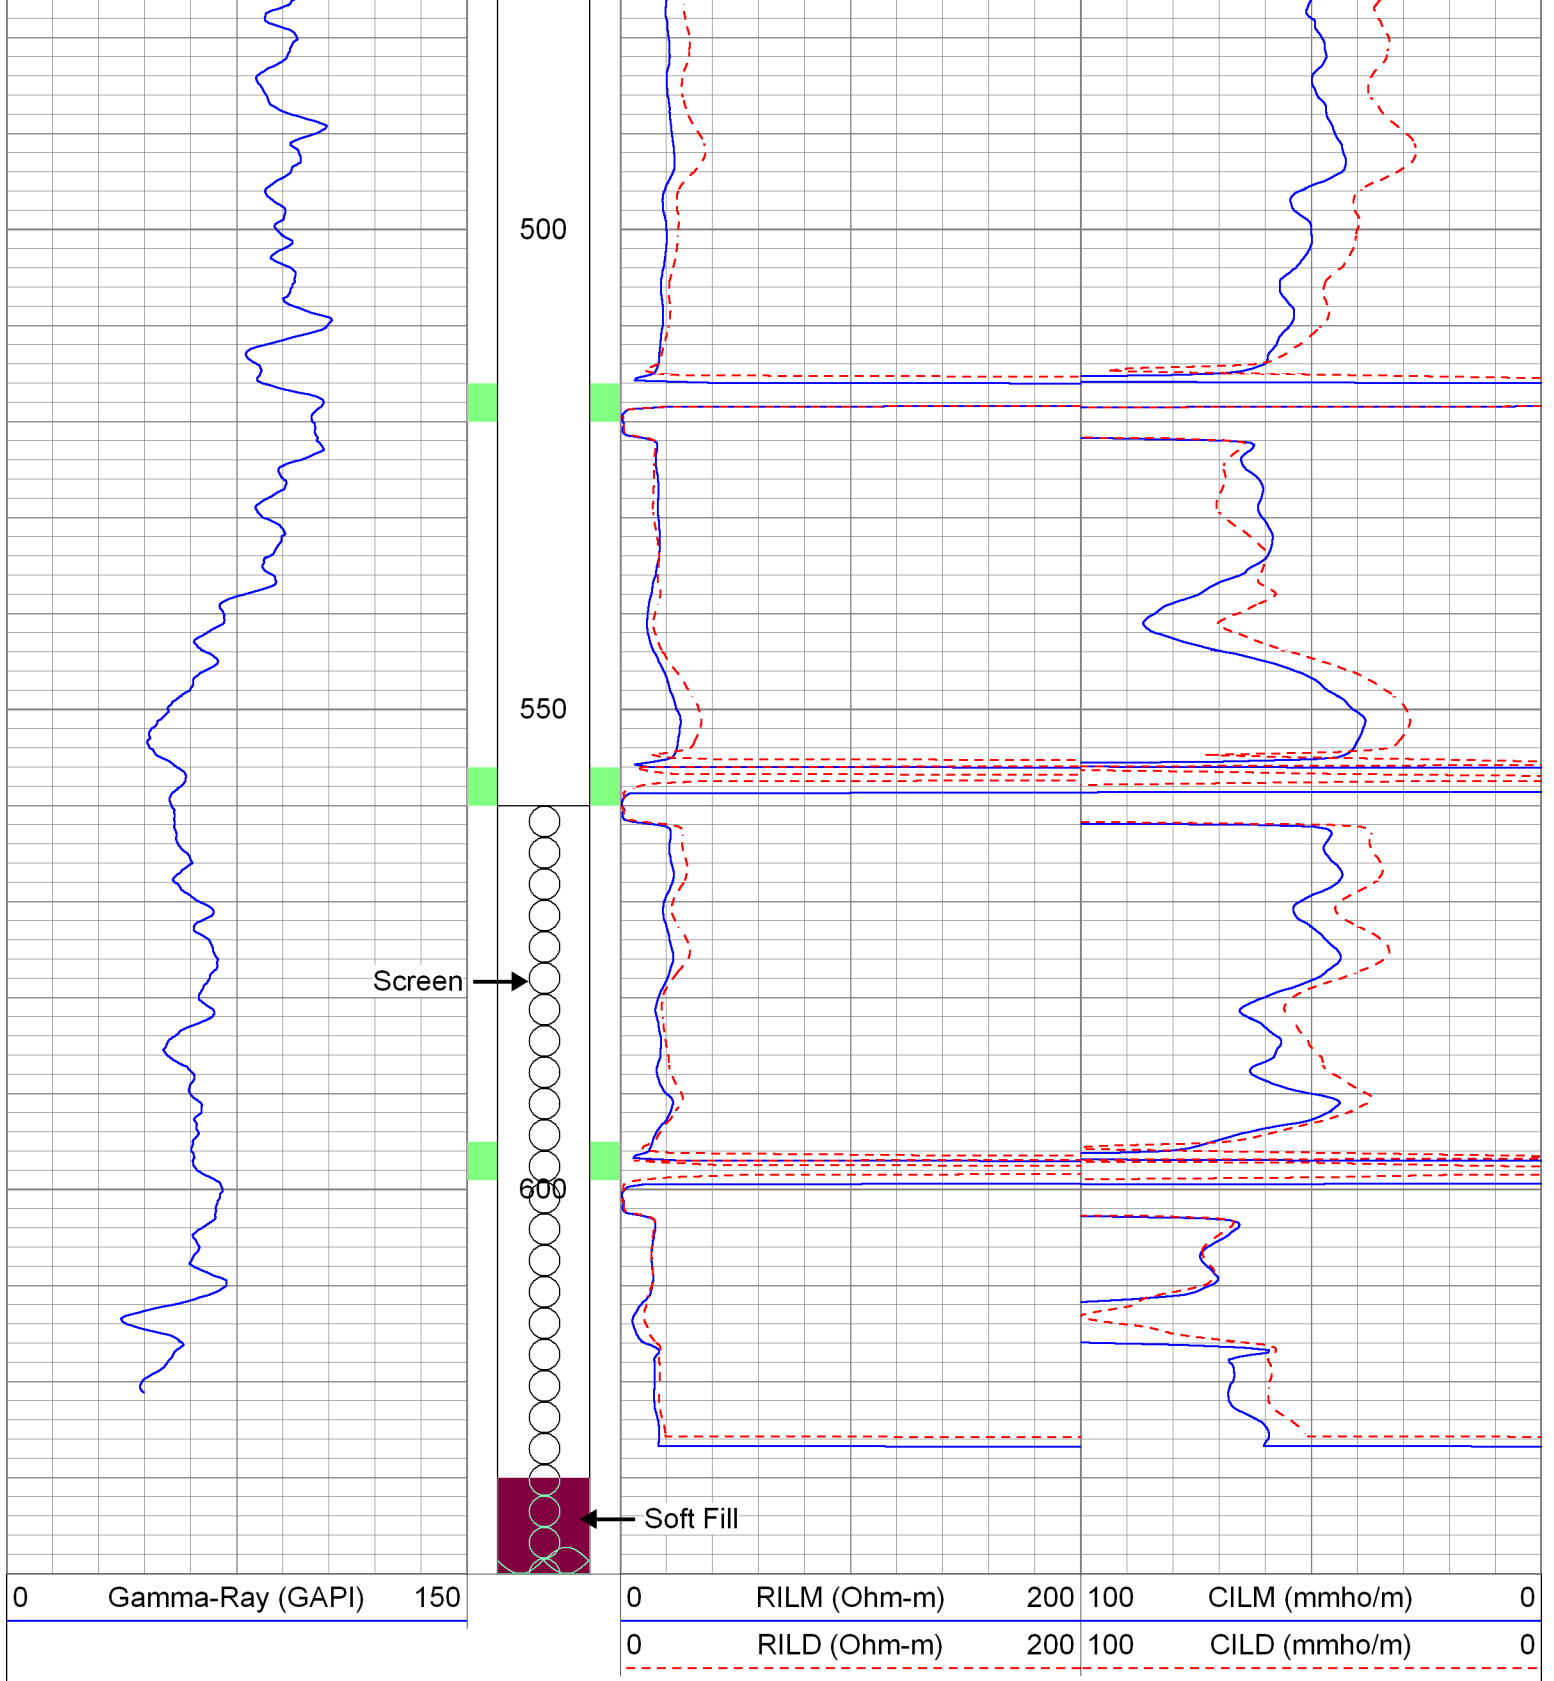 500
550
Screen
600
Soft Fill
0 Gamma-Ray (GAPI) 150 0 RILM (Ohm-m) 200 100 CILM (mmho/m) 0
0 RILD (Ohm-m) 200 100 CILD (mmho/m) 0